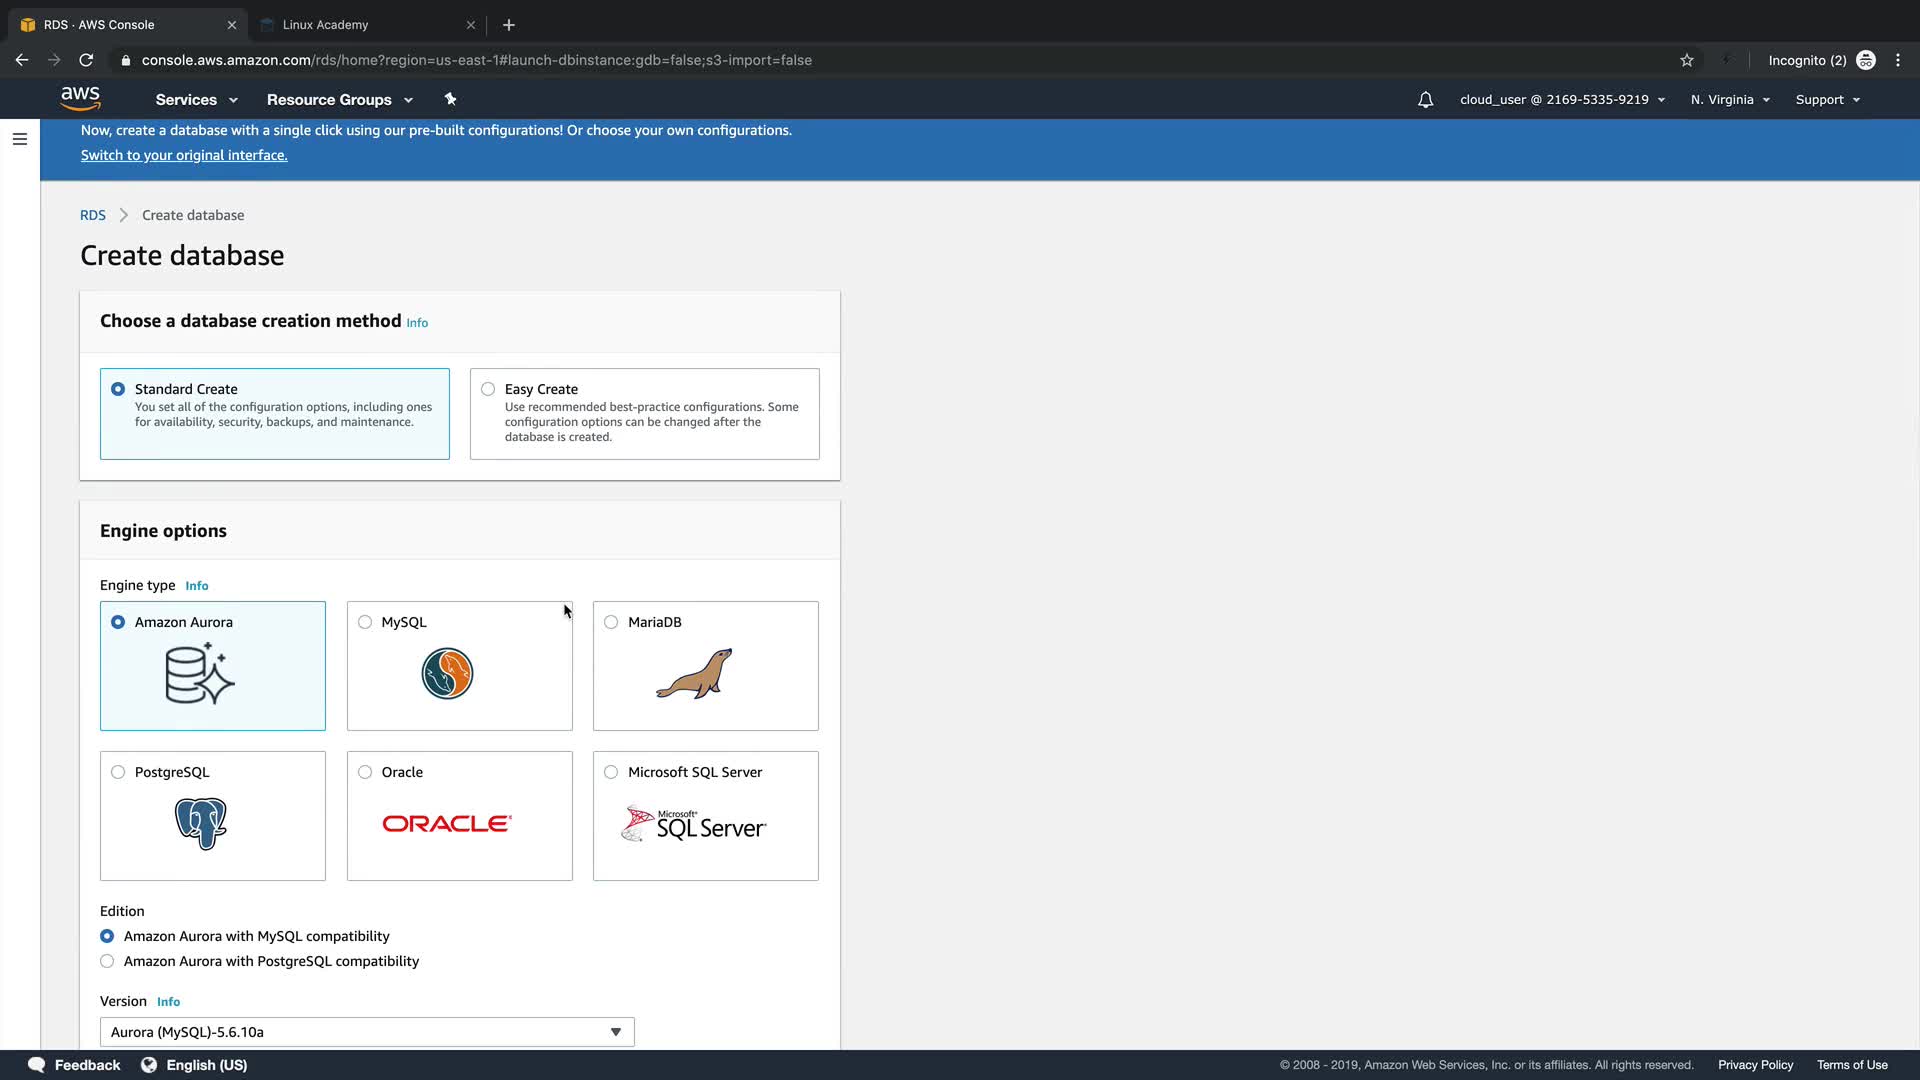 RDS · AWS Console
Linux Academy
console.aws.amazon.com/rds/home?region=us-east-1#launch-dbinstance:gdb=false;s3-import=false
Incognito (2)
aws
Services
Resource Groups
cloud_user @ 2169-5335-9219
N. Virginia
Support
Now, create a database with a single click using our pre-built configurations! Or choose your own configurations.
Switch to your original interface.
RDS
Create database
Create database
Choose a database creation method Info
Standard Create
You set all of the configuration options, including ones
for availability, security, backups, and maintenance.
Easy Create
Use recommended best-practice configurations. Some
configuration options can be changed after the
database is created.
Engine options
Engine type Info
Amazon Aurora
MySQL
MariaDB
PostgreSQL
Oracle
ORACLE
Microsoft SQL Server
Microsoft®
SQL Server
Edition
Amazon Aurora with MySQL compatibility
Amazon Aurora with PostgreSQL compatibility
Version Info
Aurora (MySQL)-5.6.10a
Feedback
English (US)
© 2008 - 2019, Amazon Web Services, Inc. or its affiliates. All rights reserved.
Privacy Policy
Terms of Use